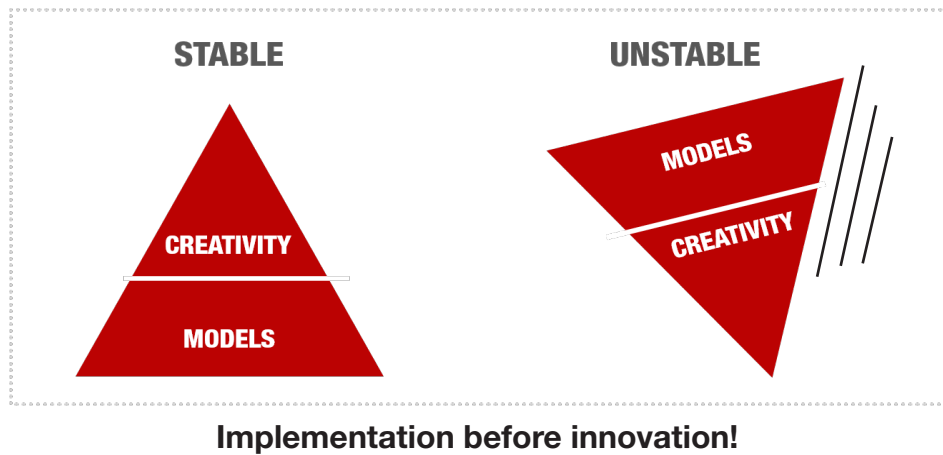 STABLE
UNSTABLE
CREATIVITY
MODELS
MODELS
CREATIVITY
Implementation before innovation!